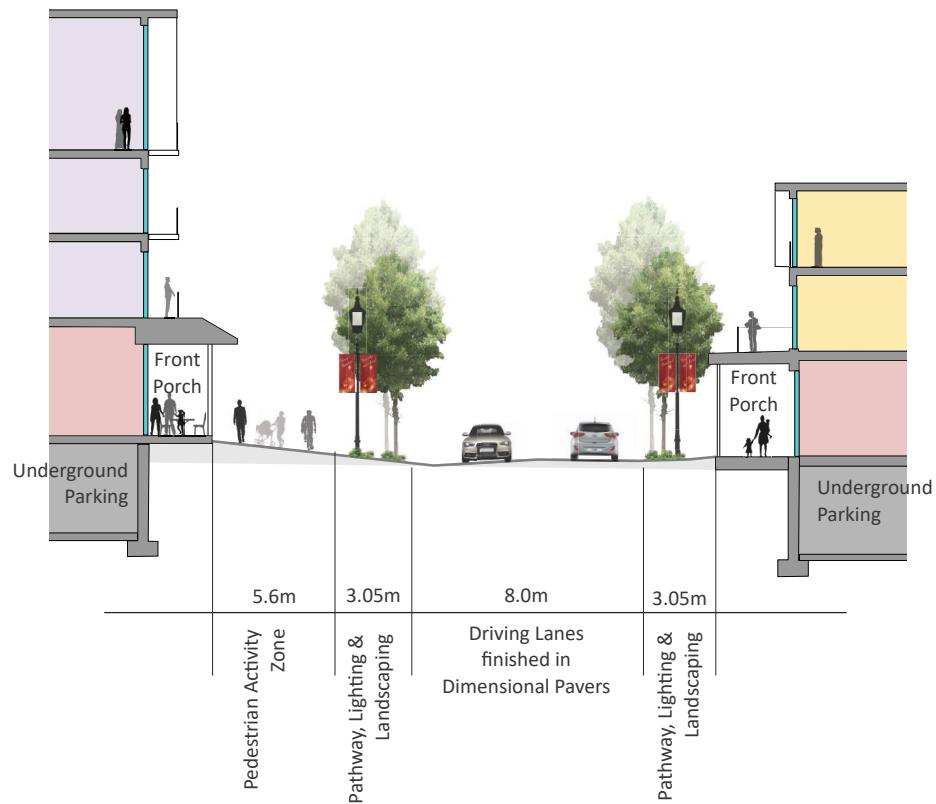 Front
Porch
Front
Porch
Underground
Parking
Underground
Parking
5.6m
3.05m
8.0m
3.05m
Pedestrian Activity
Zone
Pathway, Lighting &
Landscaping
Driving Lanes
finished in
Dimensional Pavers
Pathway, Lighting &
Landscaping